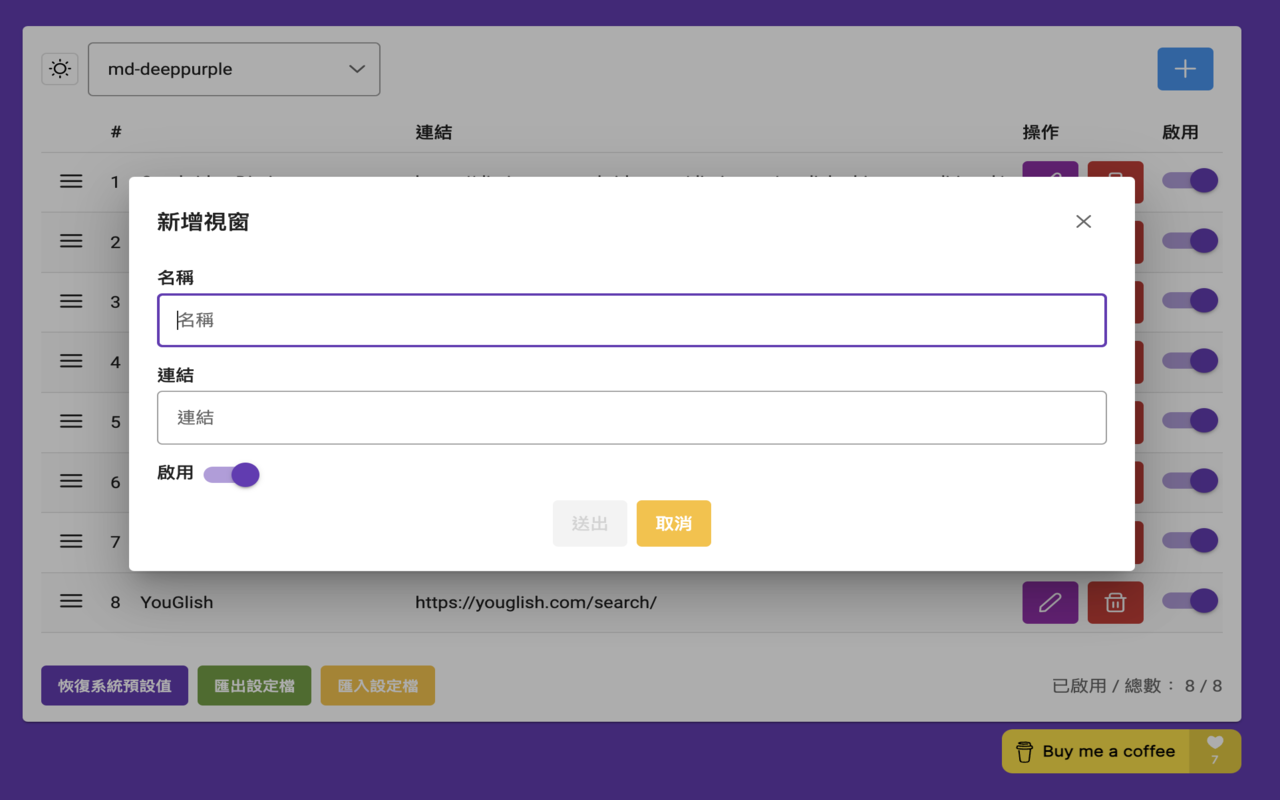 md-deeppurple
# 連結 操作 啟用
1
2
3
4
5
6
7
新增視窗
名稱
名稱
連結
連結
啟用
送出 取消
8 YouGlish https://youglish.com/search/
恢復系統預設值 匯出設定檔 匯入設定檔 已啟用 / 總數： 8 / 8
Buy me a coffee 7